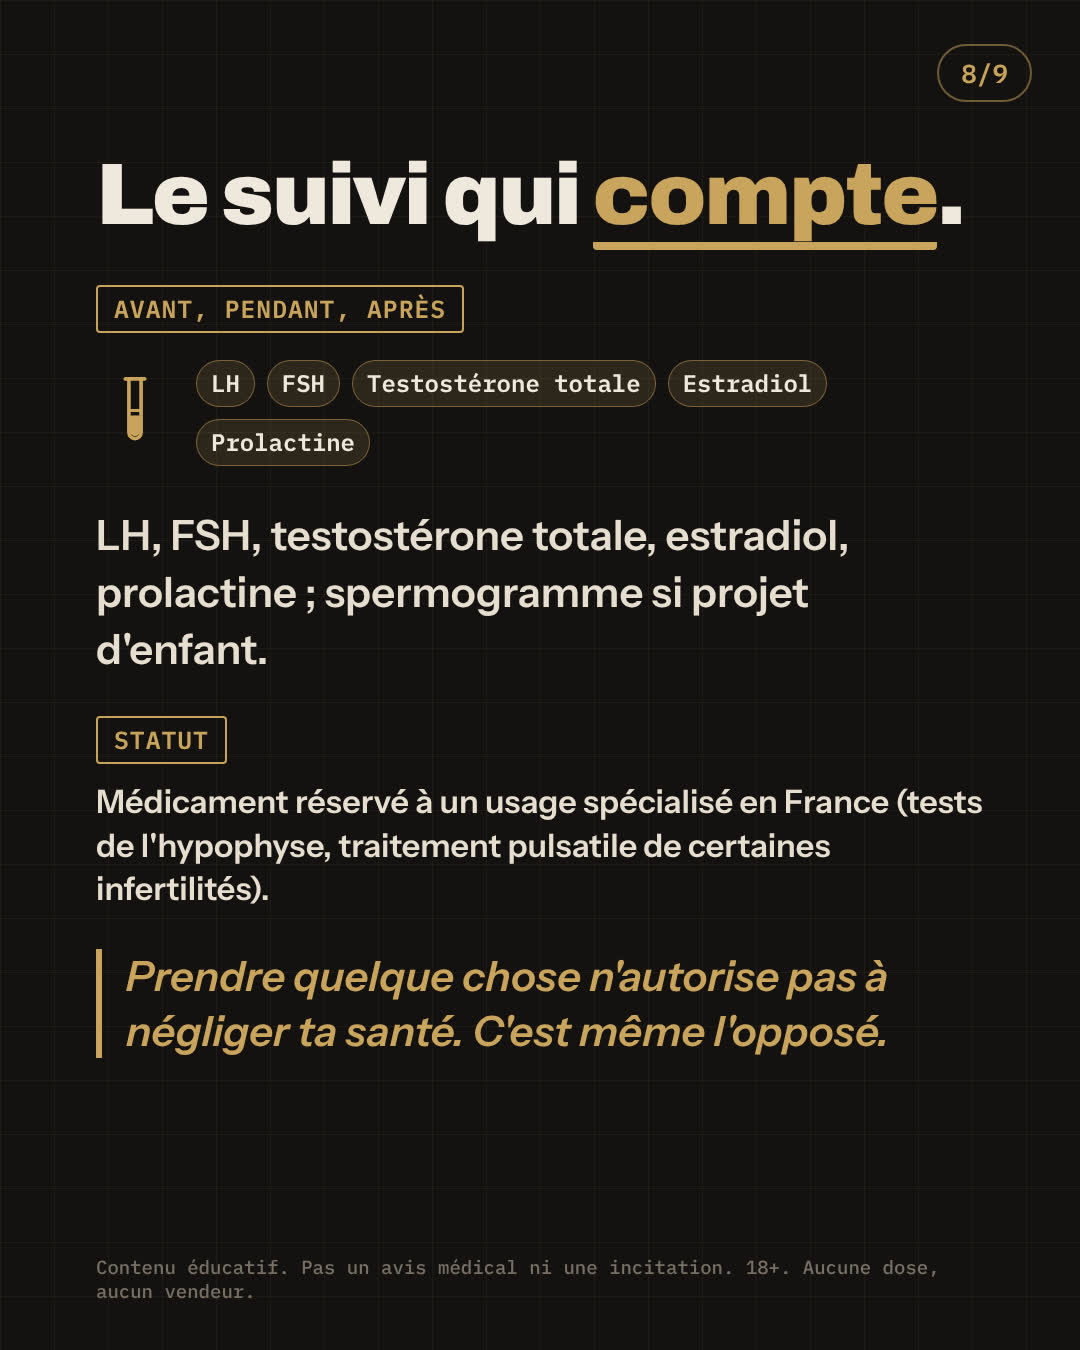 8/9
Le suivi qui compte.
AVANT, PENDANT, APRÈS
LH FSH Testostérone totale Estradiol
Prolactine
LH, FSH, testostérone totale, estradiol,
prolactine ; spermogramme si projet
d'enfant.
STATUT
Médicament réservé à un usage spécialisé en France (tests
de l'hypophyse, traitement pulsatile de certaines
infertilités).
Prendre quelque chose n'autorise pas à
négliger ta santé. C'est même l'opposé.
Contenu éducatif. Pas un avis médical ni une incitation. 18+. Aucune dose,
aucun vendeur.